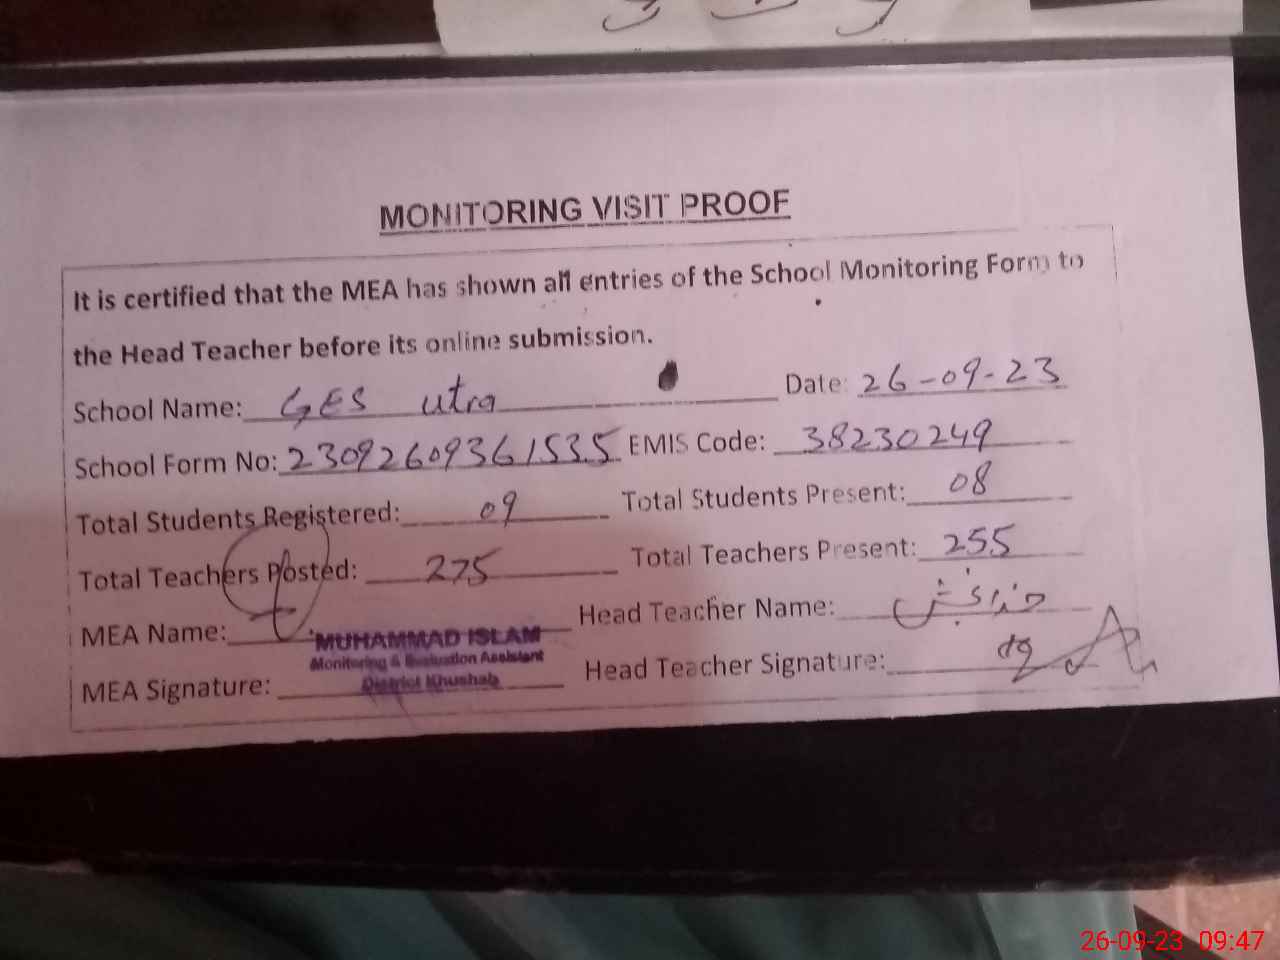 MONITORING VISIT PROOF
It is certified that the MEA has shown all entries of the School Monitoring Form to
the Head Teacher before its online submission.
School Name: GES utra Date: 26-09-23
School Form No: 23092609361535 EMIS Code: 38230249
Total Students Registered: 09 Total Students Present: 08
Total Teachers Posted: 275 Total Teachers Present: 255
MEA Name: Head Teacher Name:
MUHAMMAD ISLAM
Monitoring & Evaluation Assistant
District Khushab
MEA Signature: Head Teacher Signature:
26-09-23 09:47